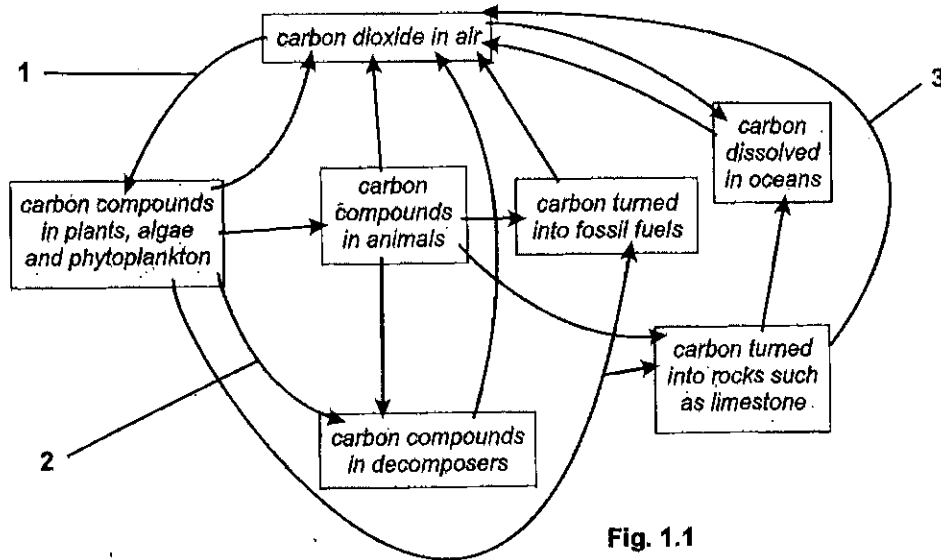 carbon dioxide in air
1
3
carbon
dissolved
in oceans
carbon compounds
in plants, algae
and phytoplankton
carbon
compounds
in animals
carbon turned
into fossil fuels
carbon turned
into rocks such
as limestone
2
carbon compounds
in decomposers
Fig. 1.1